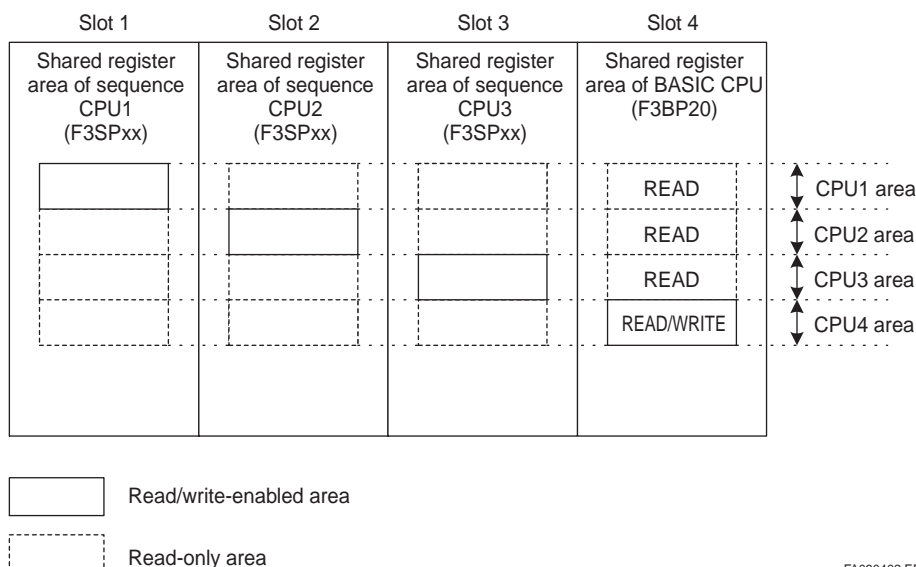 Slot 1
Slot 2
Slot 3
Slot 4
Shared register
area of sequence
CPU1
(F3SPxx)
Shared register
area of sequence
CPU2
(F3SPxx)
Shared register
area of sequence
CPU3
(F3SPxx)
Shared register
area of BASIC CPU
(F3BP20)
READ
CPU1 area
READ
CPU2 area
READ
CPU3 area
READ/WRITE
CPU4 area
Read/write-enabled area
Read-only area